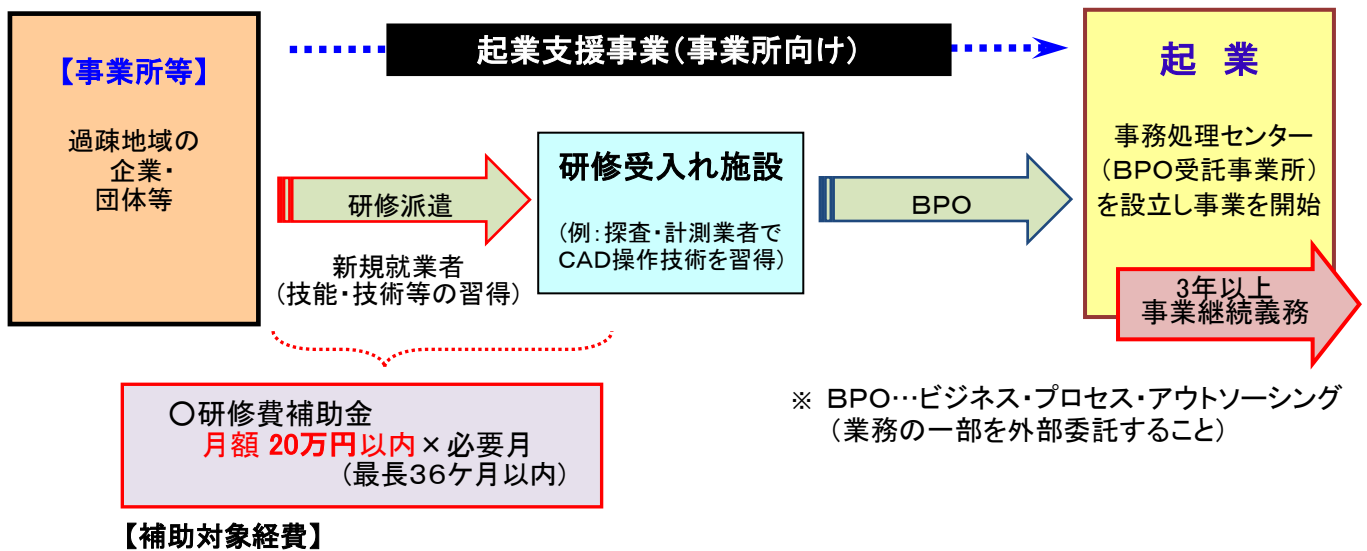 起業支援事業(事業所向け)
【事業所等】
過疎地域の
企業・
団体等
研修派遣
新規就業者
(技能・技術等の習得)
研修受入れ施設
(例:探査・計測業者で
CAD操作技術を習得)
BPO
起 業
事務処理センター
(BPO受託事業所)
を設立し事業を開始
3年以上
事業継続義務
〇研修費補助金
月額 20万円以内×必要月
(最長36ケ月以内)
※ BPO…ビジネス・プロセス・アウトソーシング
(業務の一部を外部委託すること)
【補助対象経費】